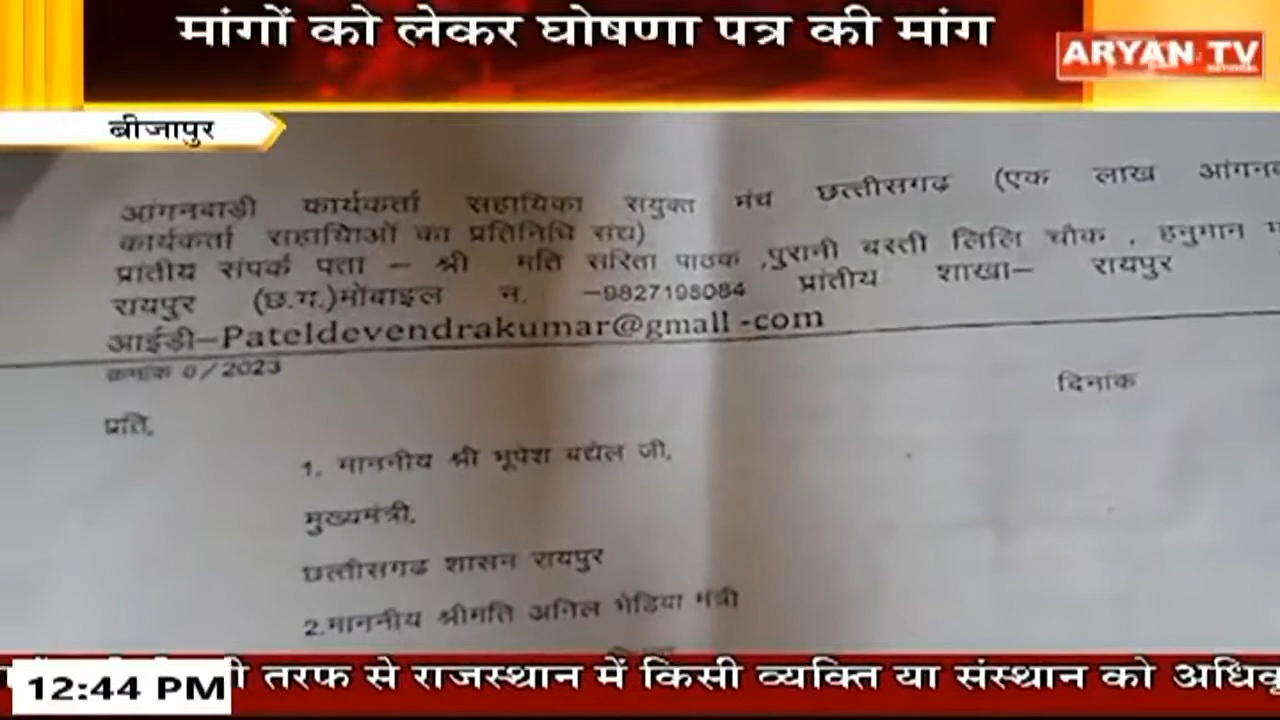 मांगों को लेकर घोषणा पत्र की मांग
ARYAN TV
बीजापुर
आंगनवाड़ी कार्यकर्ता सहायिका संयुक्त मंच छत्तीसगढ़ (एक लाख
कार्यकर्ता सहायिाओं का प्रतिनिधि संघ)
प्रांतीय संपर्क पता – श्री मति सरिता पाठक ,पुरानी बस्ती लिलि चौक , हनुमान
रायपुर (छ.ग.)मोबाइल न. –9827198084 प्रांतीय शाखा– रायपुर
आईडी–Pateldevendrakumar@gmall -com
क्रमांक 0/2023
दिनांक
प्रति,
1. माननीय श्री भूपेश बघेल जी,
मुख्यमंत्री,
छत्तीसगढ शासन रायपुर
2.माननीय श्रीमति अनिल भेडिया मंत्री
तरफ से राजस्थान में किसी व्यक्ति या संस्थान को
12:44 PM